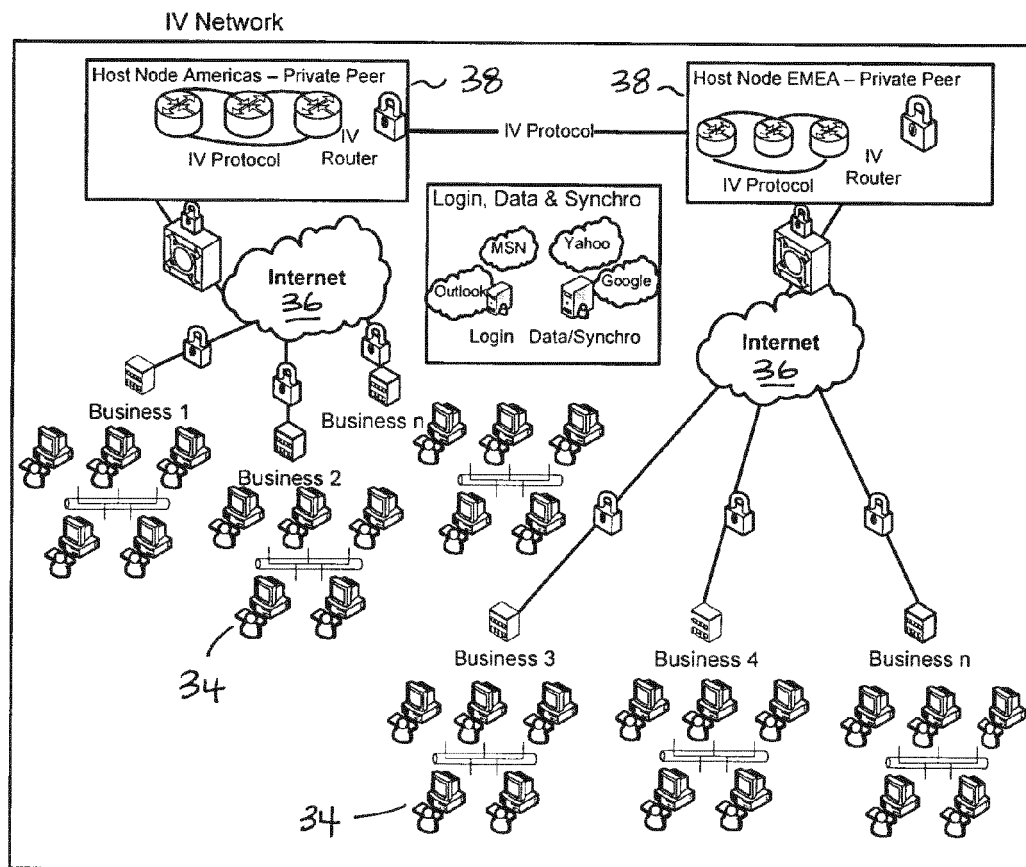 IV Network
Host Node Americas – Private Peer
38
IV Protocol
IV
Router
IV Protocol
38
Host Node EMEA – Private Peer
IV Protocol
IV
Router
Login, Data & Synchro
MSN
Yahoo
Outlook
Google
Login
Data/Synchro
Internet
36
Internet
36
Business 1
Business 2
Business n
34
Business 3
Business 4
Business n
34